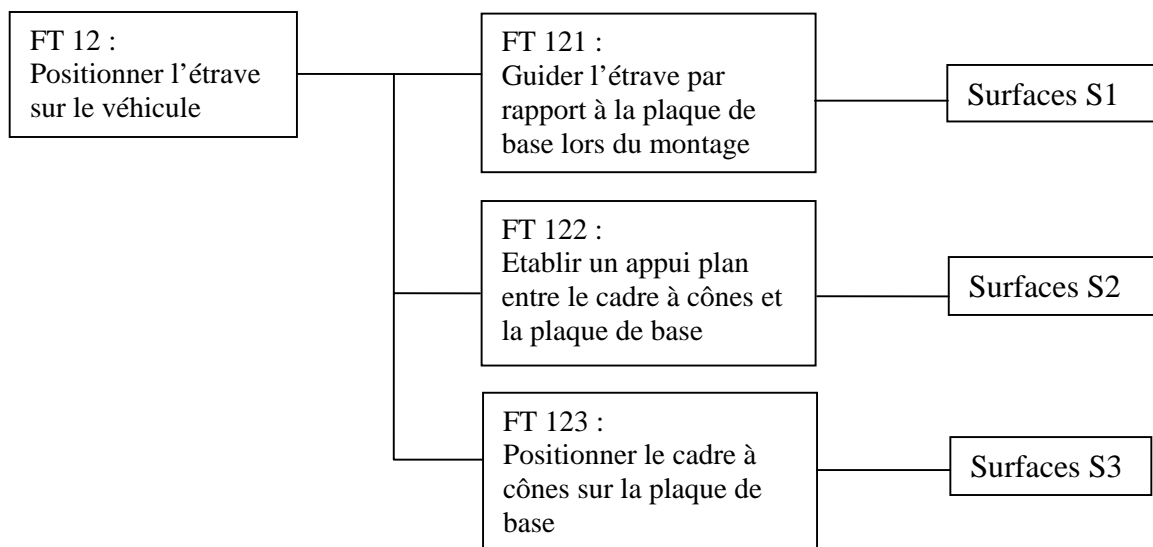 FT 12 :
Positionner l’étrave
sur le véhicule
FT 121 :
Guider l’étrave par
rapport à la plaque de
base lors du montage
Surfaces S1
FT 122 :
Etablir un appui plan
entre le cadre à cônes et
la plaque de base
Surfaces S2
FT 123 :
Positionner le cadre à
cônes sur la plaque de
base
Surfaces S3